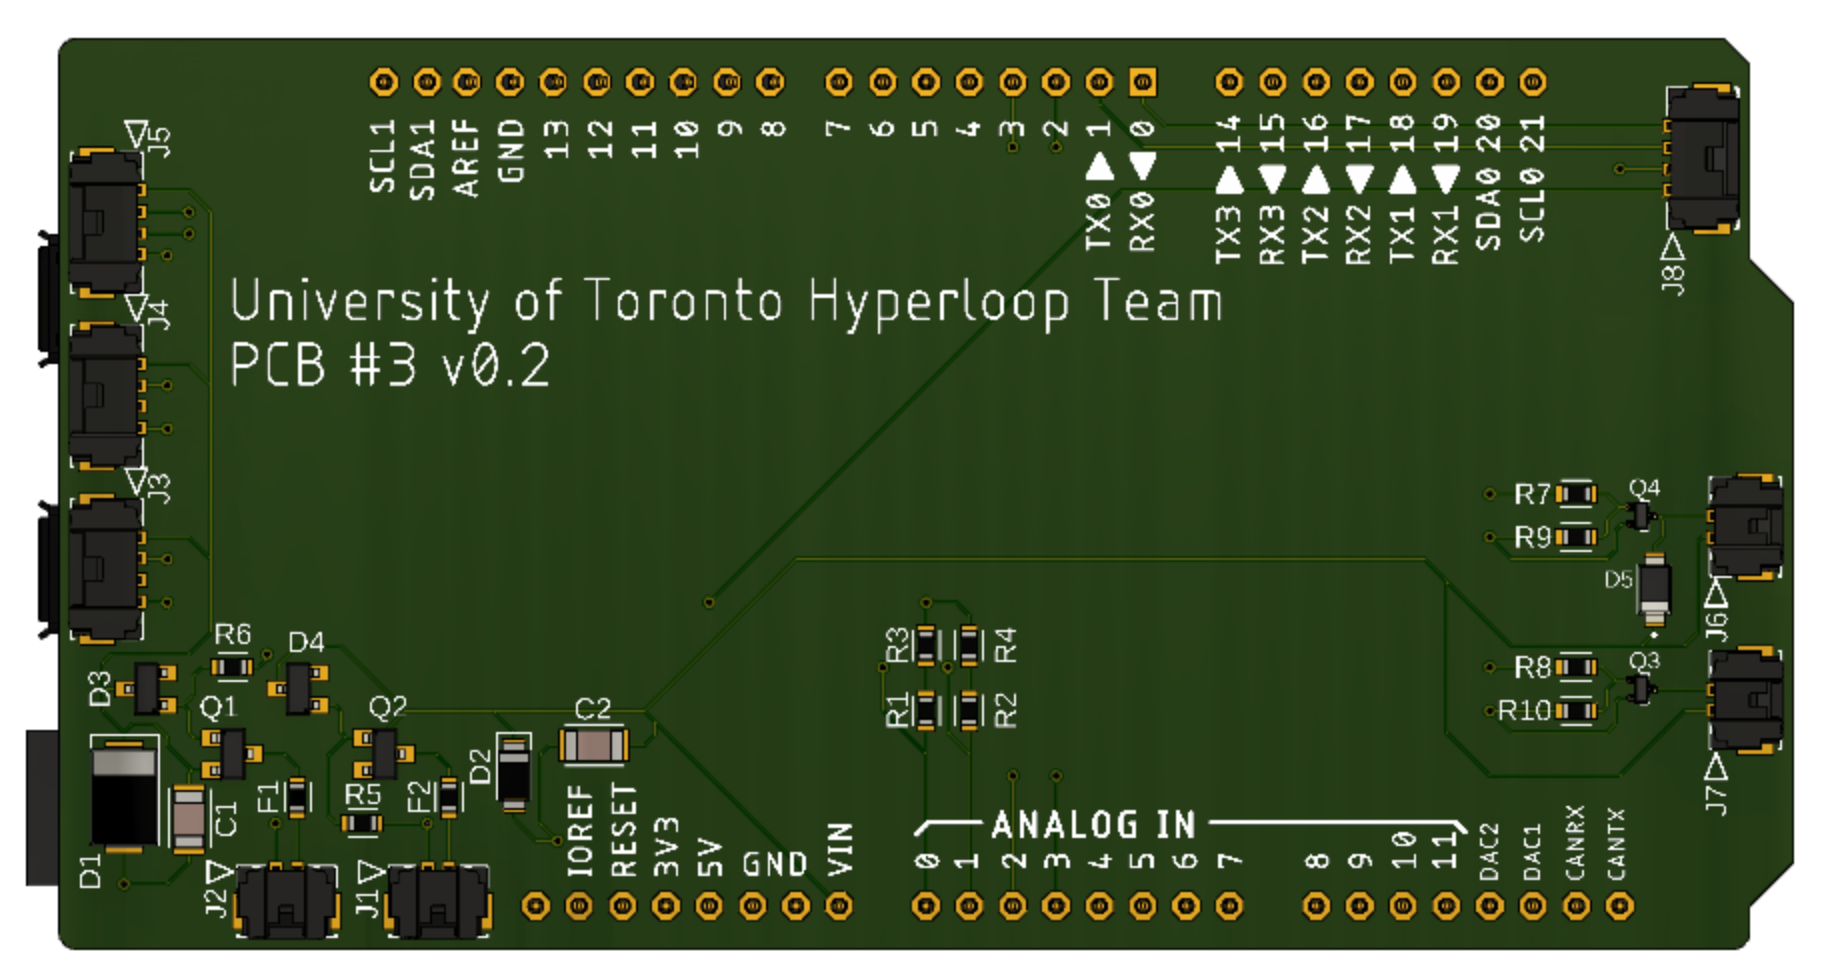 SCL1 SDA1 AREF GND 13 12 11 10 9 8 7 6 5 4 3 2 1 0 14 15 16 17 18 19 20 21
TX0 RX0 TX3 RX3 TX2 RX2 TX1 RX1 SDA0 SCL0
J5
J8
University of Toronto Hyperloop Team
J4
PCB #3 v0.2
J3
R7 Q4
R9
D5
J6
R6 D4 R3 R4
D3 R8 Q3
Q1 Q2 C2 R1 R2 R10
D2
F1 R5 F2
C1 J7
D1 J2 J1
IOREF RESET 3V3 5V GND VIN
ANALOG IN
0 1 2 3 4 5 6 7 8 9 10 11 DAC2 DAC1 CANRX CANTX